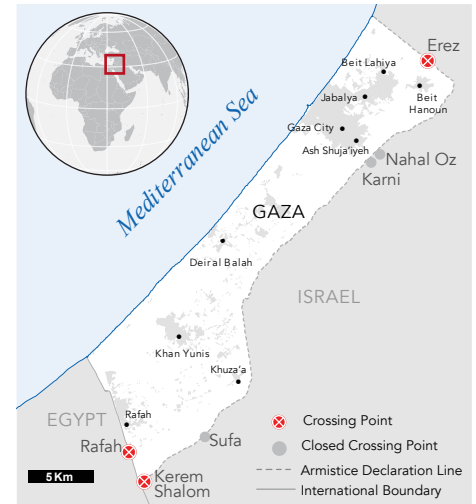 Erez
Beit Lahiya
Jabalya
Beit
Hanoun
Gaza City
Ash Shuja'iyeh
Nahal Oz
Karni
Mediterranean Sea
GAZA
Deir al Balah
ISRAEL
Khan Yunis
Khuza'a
EGYPT
Rafah
Rafah
Sufa
Kerem
Shalom
5 Km
Crossing Point
Closed Crossing Point
Armistice Declaration Line
International Boundary